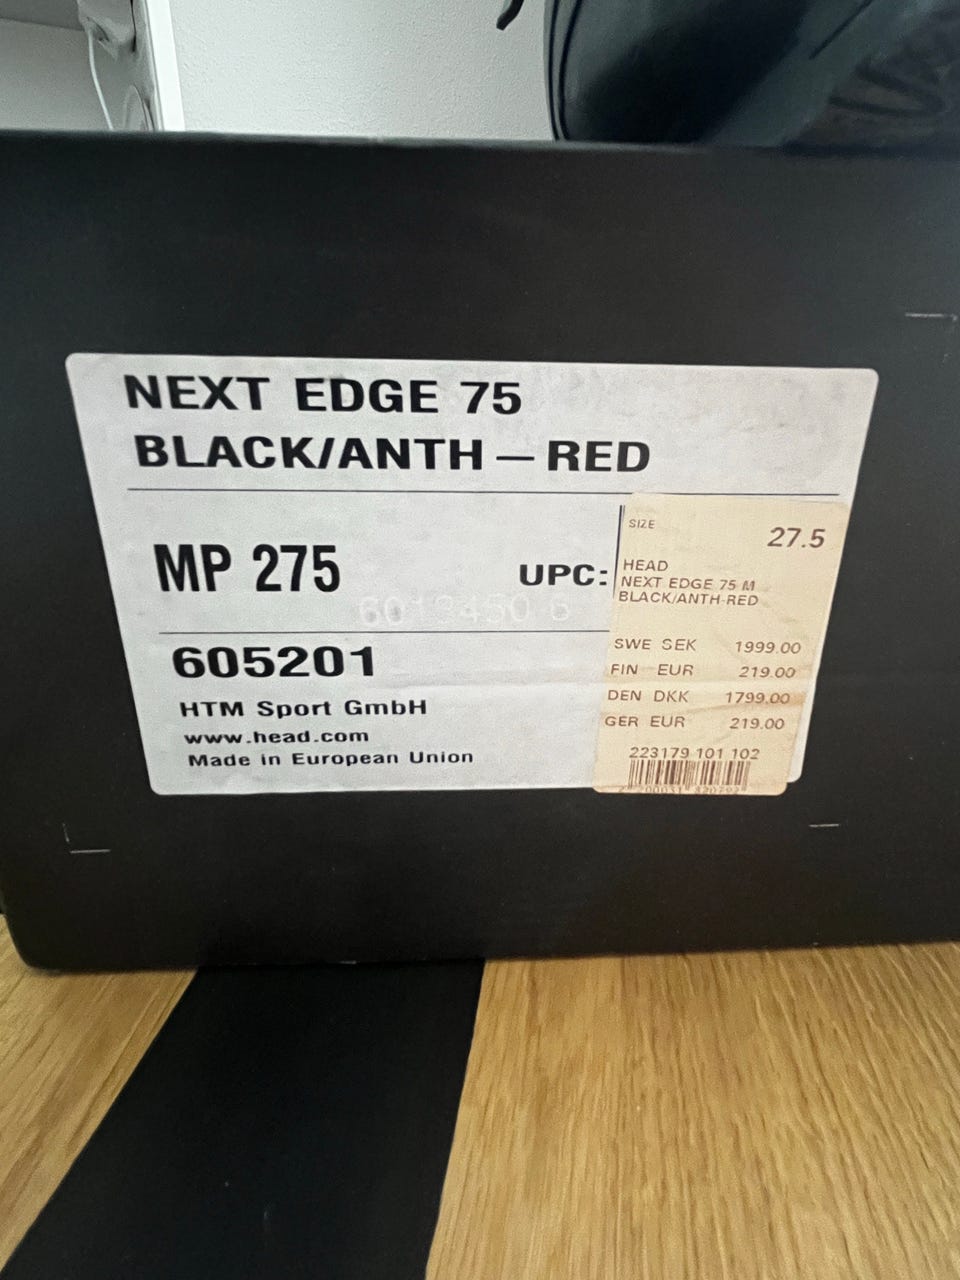 NEXT EDGE 75
BLACK/ANTH — RED
MP 275
UPC:
605201
HTM Sport GmbH
www.head.com
Made in European Union
SIZE
27.5
HEAD
NEXT EDGE 75 M
BLACK/ANTH-RED
SWE SEK 1999.00
FIN EUR 219.00
DEN DKK 1799.00
GER EUR 219.00
223179 101 102